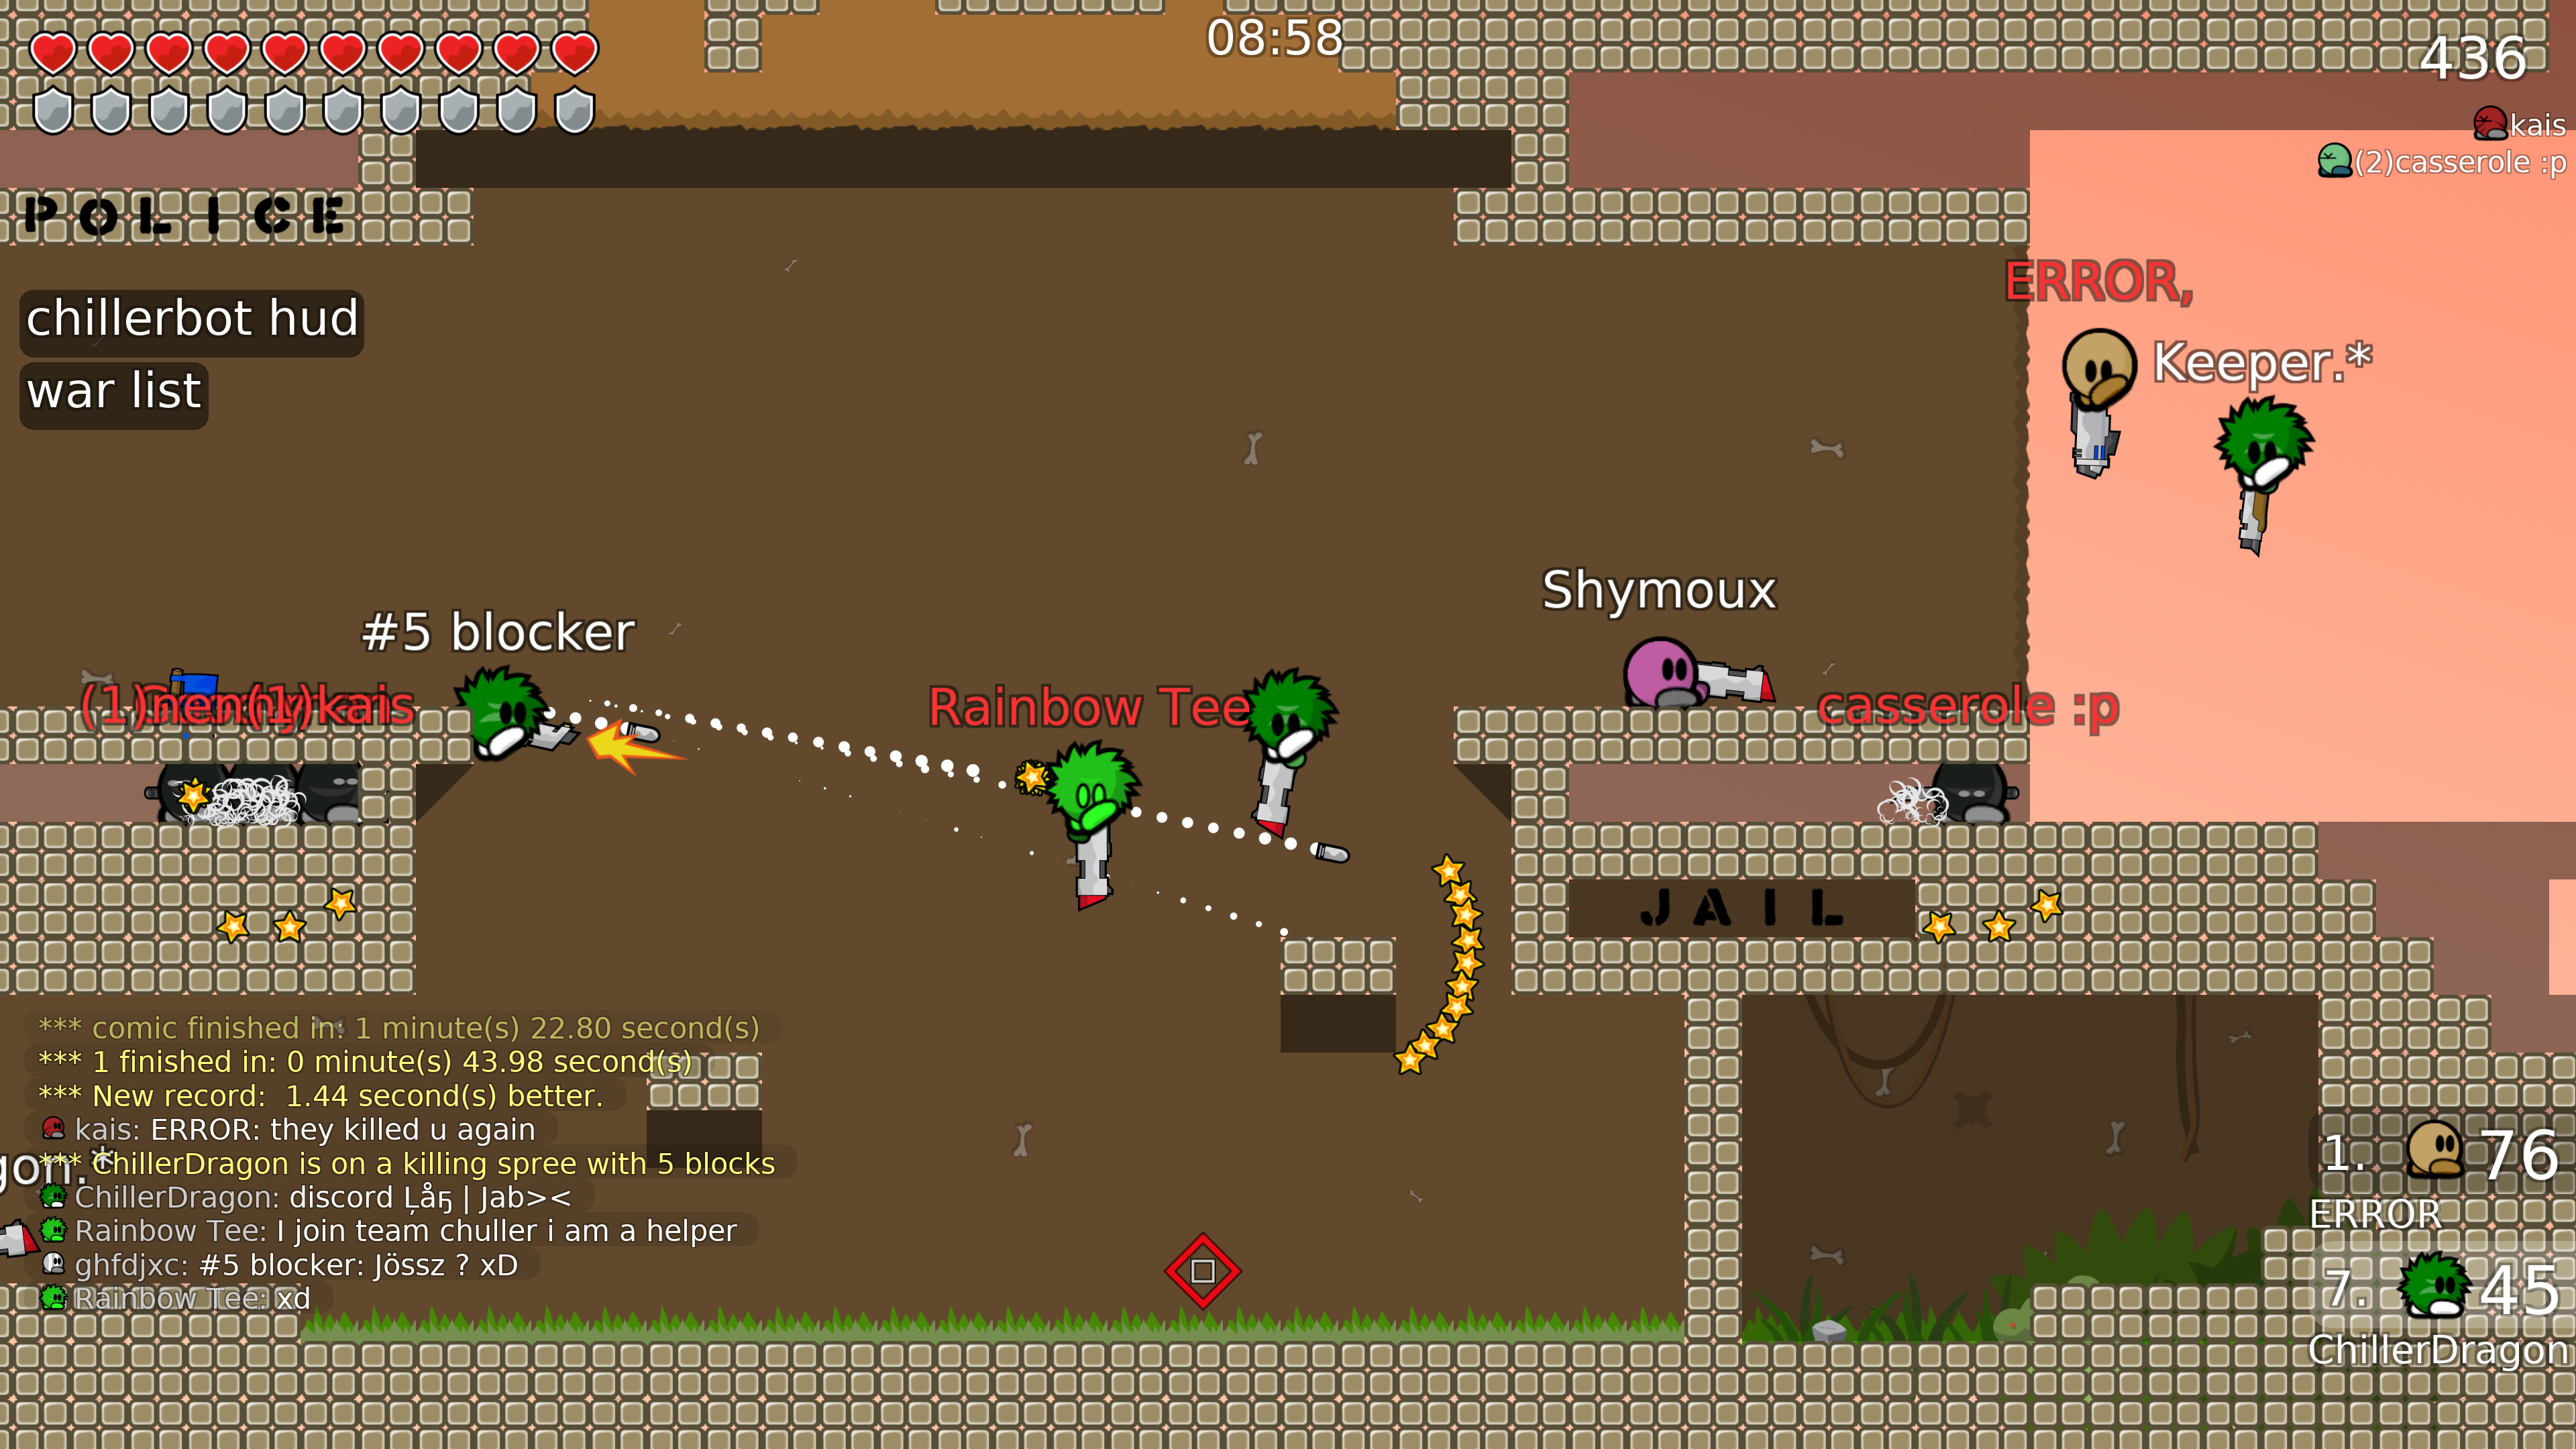 08:58
436
kais
(2)casserole :p
POLICE
ERROR,
chillerbot hud
Keeper.*
war list
Shymoux
#5 blocker
Rainbow Tee
casserole :p
(1)kais
JAIL
*** comic finished in: 1 minute(s) 22.80 second(s)
*** 1 finished in: 0 minute(s) 43.98 second(s)
*** New record:  1.44 second(s) better.
kais: ERROR: they killed u again
gon.*
*** ChillerDragon is on a killing spree with 5 blocks
ChillerDragon: discord Ļåҕ | Jab><
Rainbow Tee: I join team chuller i am a helper
ghfdjxc: #5 blocker: Jössz ? xD
Rainbow Tee: xd
1. 76
ERROR
7. 45
ChillerDragon